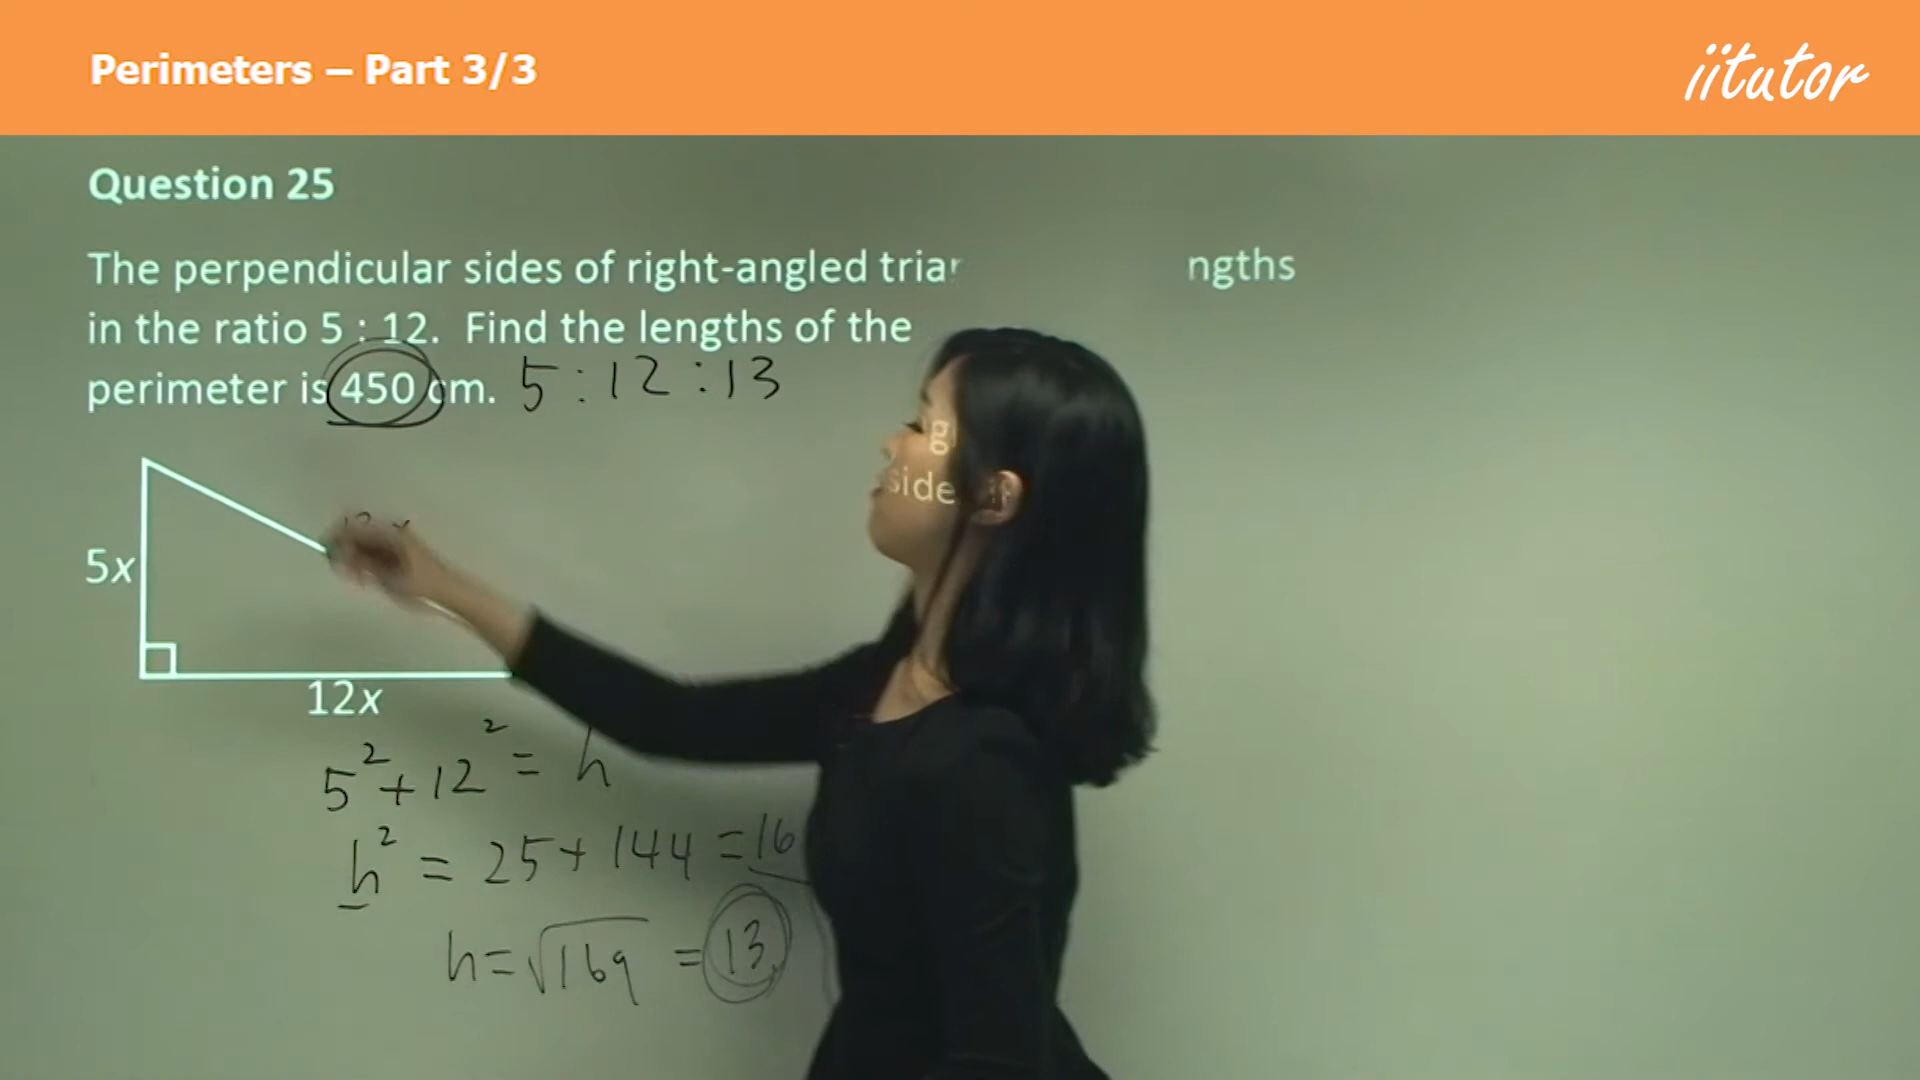 Perimeters – Part 3/3
iitutor
Question 25
The perpendicular sides of right-angled ngths
in the ratio 5 : 12. Find the lengths of the side
perimeter is 450 cm. 5 : 12 : 13
5x
12x
5² + 12² = h
h² = 25 + 144 = 16
h = √169 = 13